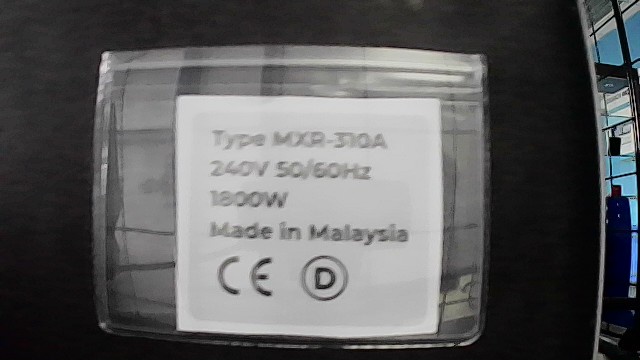 Type MXR-310A
240V 50/60Hz
1800W
Made in Malaysia
CE D